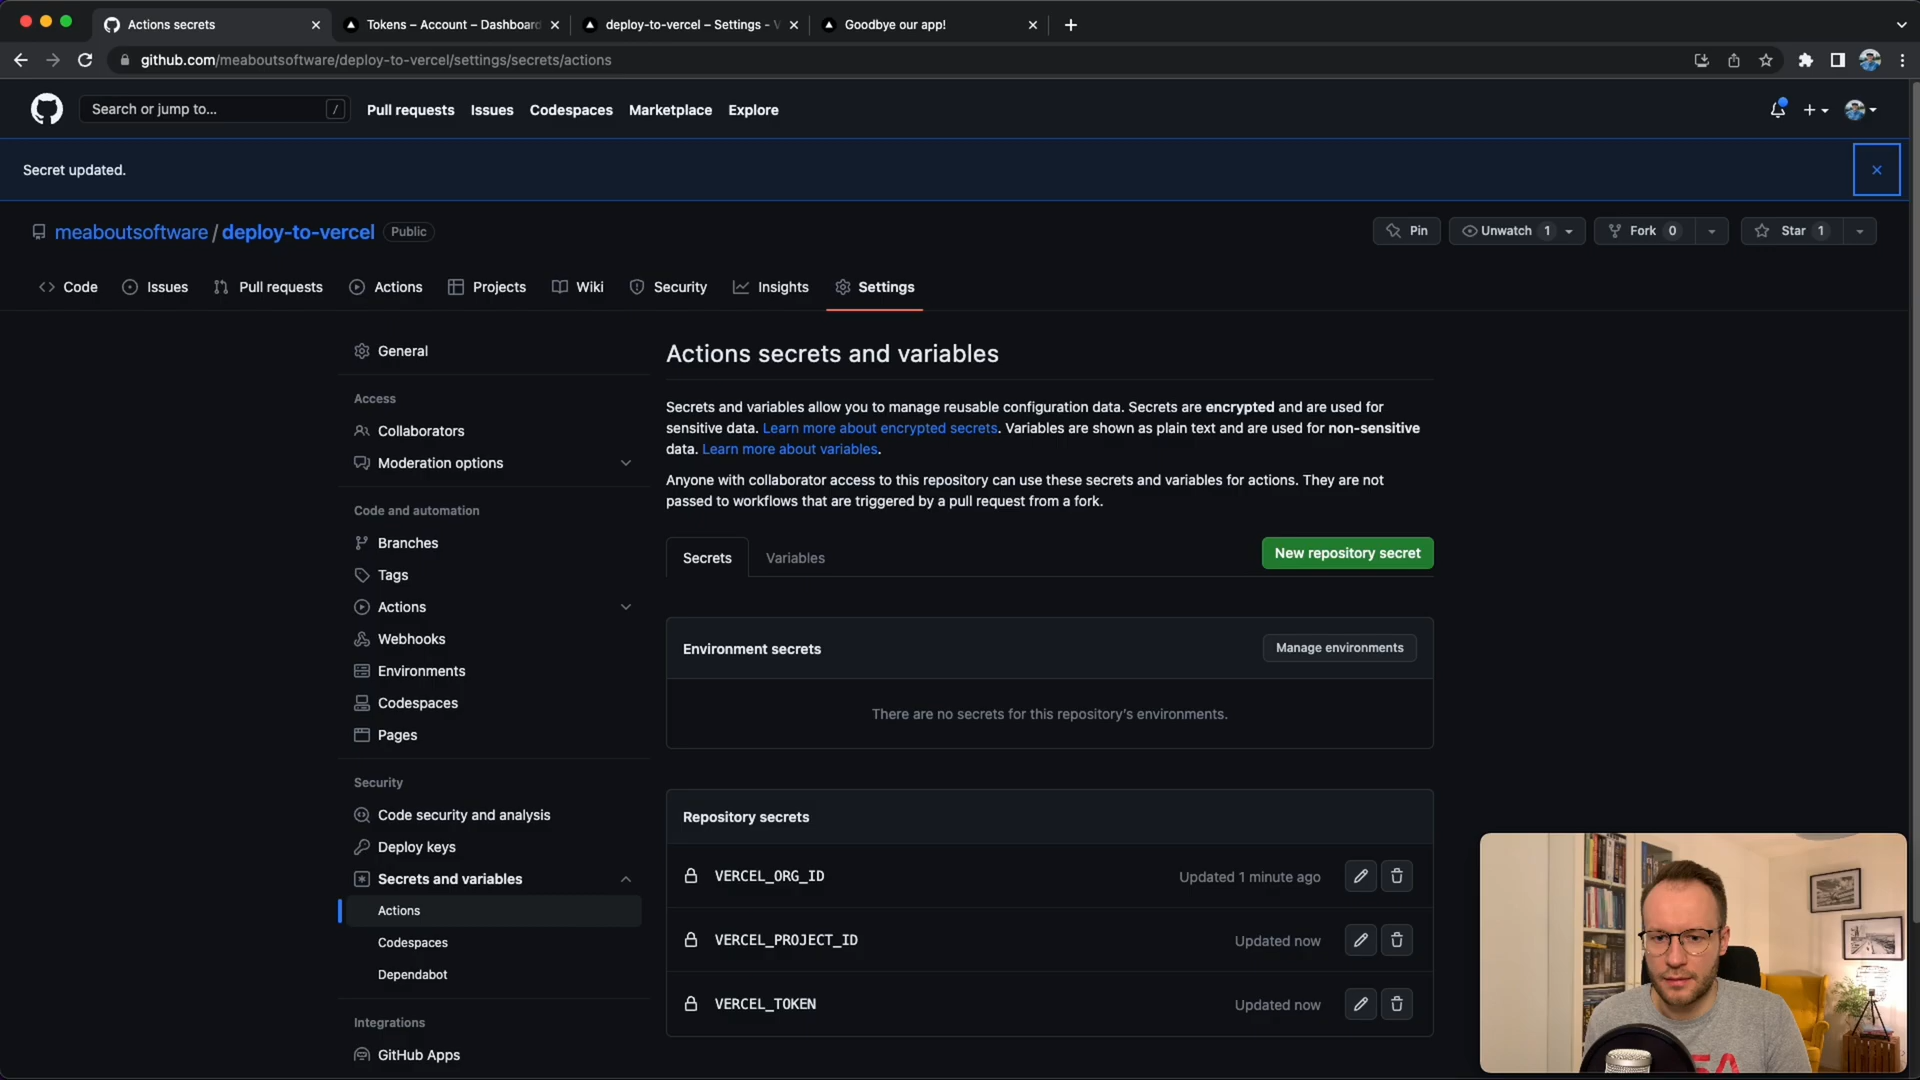 Actions secrets
Tokens – Account – Dashboard
deploy-to-vercel – Settings – V
Goodbye our app!
github.com/meaboutsoftware/deploy-to-vercel/settings/secrets/actions
Search or jump to...
/
Pull requests
Issues
Codespaces
Marketplace
Explore
Secret updated.
meaboutsoftware / deploy-to-vercel
Public
Pin
Unwatch 1
Fork 0
Star 1
Code
Issues
Pull requests
Actions
Projects
Wiki
Security
Insights
Settings
General
Access
Collaborators
Moderation options
Code and automation
Branches
Tags
Actions
Webhooks
Environments
Codespaces
Pages
Security
Code security and analysis
Deploy keys
Secrets and variables
Actions
Codespaces
Dependabot
Integrations
GitHub Apps
Actions secrets and variables
Secrets and variables allow you to manage reusable configuration data. Secrets are encrypted and are used for
sensitive data. Learn more about encrypted secrets. Variables are shown as plain text and are used for non-sensitive
data. Learn more about variables.
Anyone with collaborator access to this repository can use these secrets and variables for actions. They are not
passed to workflows that are triggered by a pull request from a fork.
Secrets
Variables
New repository secret
Environment secrets
Manage environments
There are no secrets for this repository's environments.
Repository secrets
VERCEL_ORG_ID
Updated 1 minute ago
VERCEL_PROJECT_ID
Updated now
VERCEL_TOKEN
Updated now